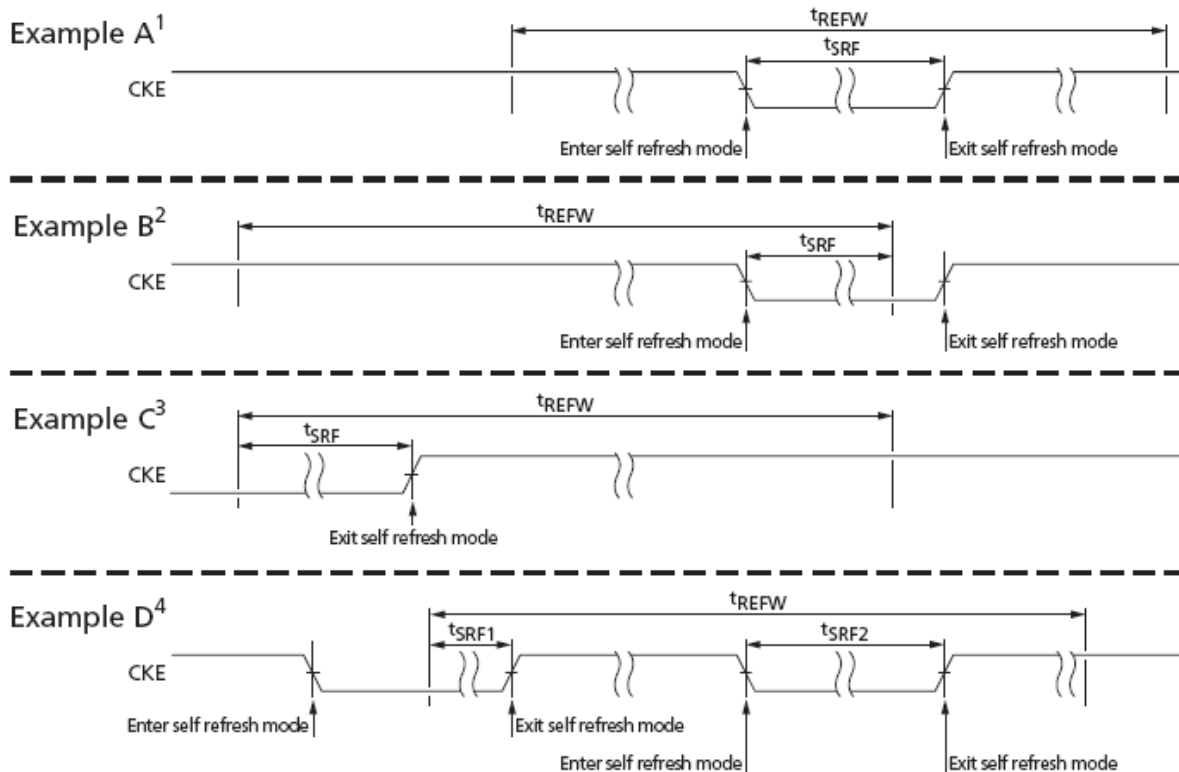 Example A¹
tREFW
tSRF
CKE
Enter self refresh mode
Exit self refresh mode
Example B²
tREFW
tSRF
CKE
Enter self refresh mode
Exit self refresh mode
Example C³
tREFW
tSRF
CKE
Exit self refresh mode
Example D⁴
tREFW
tSRF1
tSRF2
CKE
Enter self refresh mode
Exit self refresh mode
Enter self refresh mode
Exit self refresh mode